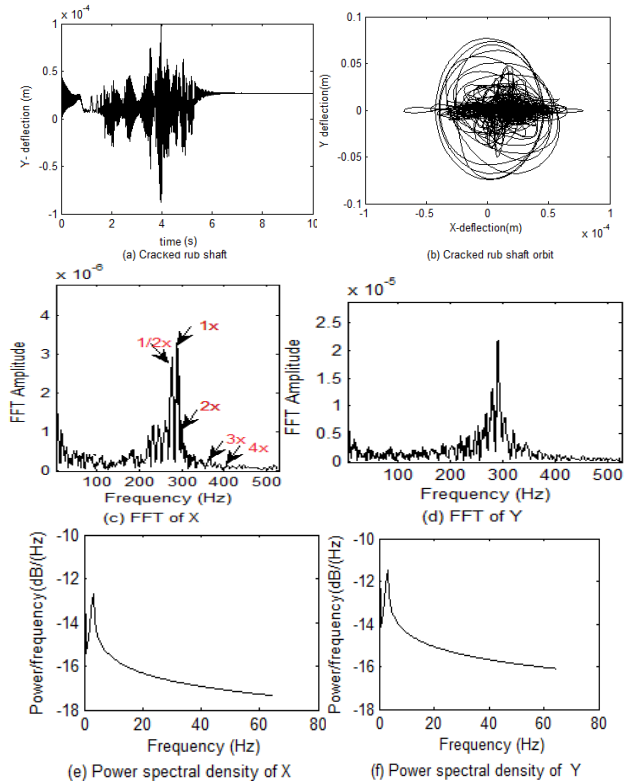 x 10^-4
1
0.5
0
-0.5
-1
0 2 4 6 8 10
Y- deflection (m)
time (s)
(a) Cracked rub shaft
0.1
0.05
0
-0.05
-0.1
-1 -0.5 0 0.5 1
x 10^-4
Y deflection(m)
X-deflection(m)
(b) Cracked rub shaft orbit
x 10^-6
4
3
2
1
0
100 200 300 400 500
FFT Amplitude
1/2x
1x
2x
3x
4x
Frequency (Hz)
(c) FFT of X
x 10^-5
2.5
2
1.5
1
0.5
0
100 200 300 400 500
FFT Amplitude
Frequency (Hz)
(d) FFT of Y
-10
-12
-14
-16
-18
0 20 40 60 80
Power/frequency(dB/(Hz)
Frequency (Hz)
(e) Power spectral density of X
-10
-12
-14
-16
-18
0 20 40 60 80
Power/frequency(dB/(Hz)
Frequency (Hz)
(f) Power spectral density of Y